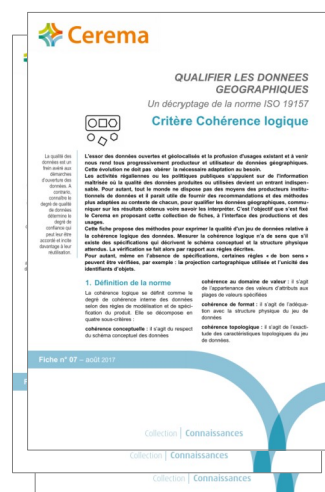 Cerema
QUALIFIER LES DONNEES
GEOGRAPHIQUES
Un décryptage de la norme ISO 19157
Critère Cohérence logique
La qualité des
données est un
frein avéré aux
démarches
d'ouverture des
données. A
contrario,
connaître le
degré de qualité
de données
détermine le
degré de
confiance qui
peut leur être
accordé et incite
davantage à leur
réutilisation.
L'essor des données ouvertes et géolocalisées et la profusion d'usages existant et à venir
nous rend tous progressivement producteur et utilisateur de données géographiques.
Cette évolution ne doit pas obérer la nécessaire adaptation au besoin.
Les activités régaliennes ou les politiques publiques s'appuient sur de l'information
maîtrisée où la qualité des données produites ou utilisées devient un entrant indispen-
sable. Pour autant, tout le monde ne dispose pas des moyens des producteurs institu-
tionnels de données et il parait utile de fournir des recommandations et des méthodes
plus adaptées au contexte de chacun, pour qualifier les données géographiques, commu-
niquer sur les résultats obtenus voire savoir les interpréter. C'est l'objectif que s'est fixé
le Cerema en proposant cette collection de fiches, à l'interface des productions et des
usages.
Cette fiche propose des méthodes pour exprimer la qualité d'un jeu de données relative à
la cohérence logique des données. Mesurer la cohérence logique n'a de sens que s'il
existe des spécifications qui décrivent le schéma conceptuel et la structure physique
attendus. La vérification se fait alors par rapport aux règles décrites.
Pour autant, même en l'absence de spécifications, certaines règles « de bon sens »
peuvent être vérifiées, par exemple : la projection cartographique utilisée et l'unicité des
identifiants d'objets.
1. Définition de la norme
La cohérence logique se définit comme le
degré de cohérence interne des données
selon des règles de modélisation et de spéci-
fication du produit. Elle se décompose en
quatre sous-critères :
cohérence conceptuelle : il s'agit du respect
du schéma conceptuel des données
cohérence au domaine de valeur : il s'agit
de l'appartenance des valeurs d'attributs aux
plages de valeurs spécifiées
cohérence de format : il s'agit de l'adéqua-
tion avec la structure physique du jeu de
données
cohérence topologique : il s'agit de l'exacti-
tude des caractéristiques topologiques du jeu
de données.
Fiche n° 07 – août 2017
Collection | Connaissances
Collection | Connaissances
Collection | Connaissances